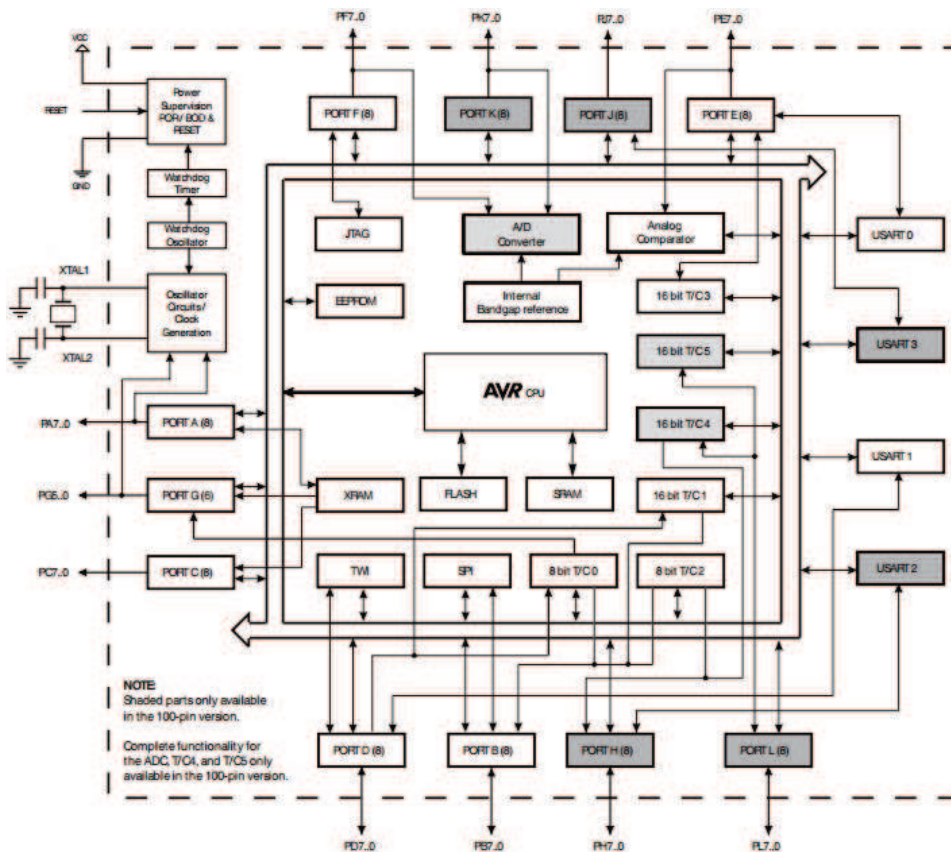 PF7..0
PK7..0
PJ7..0
PE7..0
VCC
RESET
GND
Power
Supervision
POR/ BOD &
RESET
PORT F (8)
PORT K (8)
PORT J (8)
PORT E (8)
Watchdog
Timer
Watchdog
Oscillator
JTAG
A/D
Converter
Analog
Comparator
USART 0
XTAL1
Oscillator
Circuits/
Clock
Generation
XTAL2
EEPROM
Internal
Bandgap reference
16 bit T/C3
16 bit T/C5
USART 3
AVR CPU
PA7..0
PORT A (8)
16 bit T/C4
USART 1
PG5..0
PORT G (6)
XRAM
FLASH
SRAM
16 bit T/C1
PC7..0
PORT C (8)
TWI
SPI
8 bit T/C0
8 bit T/C2
USART 2
NOTE:
Shaded parts only available
in the 100-pin version.
Complete functionality for
the ADC, T/C4, and T/C5 only
available in the 100-pin version.
PORT D (8)
PORT B (8)
PORT H (8)
PORT L (8)
PD7..0
PB7..0
PH7..0
PL7..0